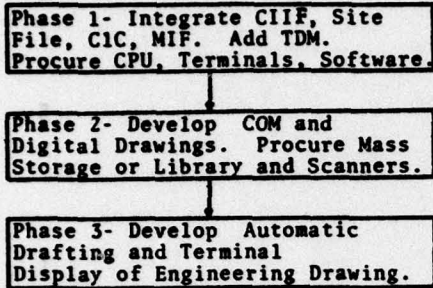 Phase 1- Integrate CIIF, Site
File, C1C, MIF. Add TDM.
Procure CPU, Terminals, Software.
Phase 2- Develop COM and
Digital Drawings. Procure Mass
Storage or Library and Scanners.
Phase 3- Develop Automatic
Drafting and Terminal
Display of Engineering Drawing.